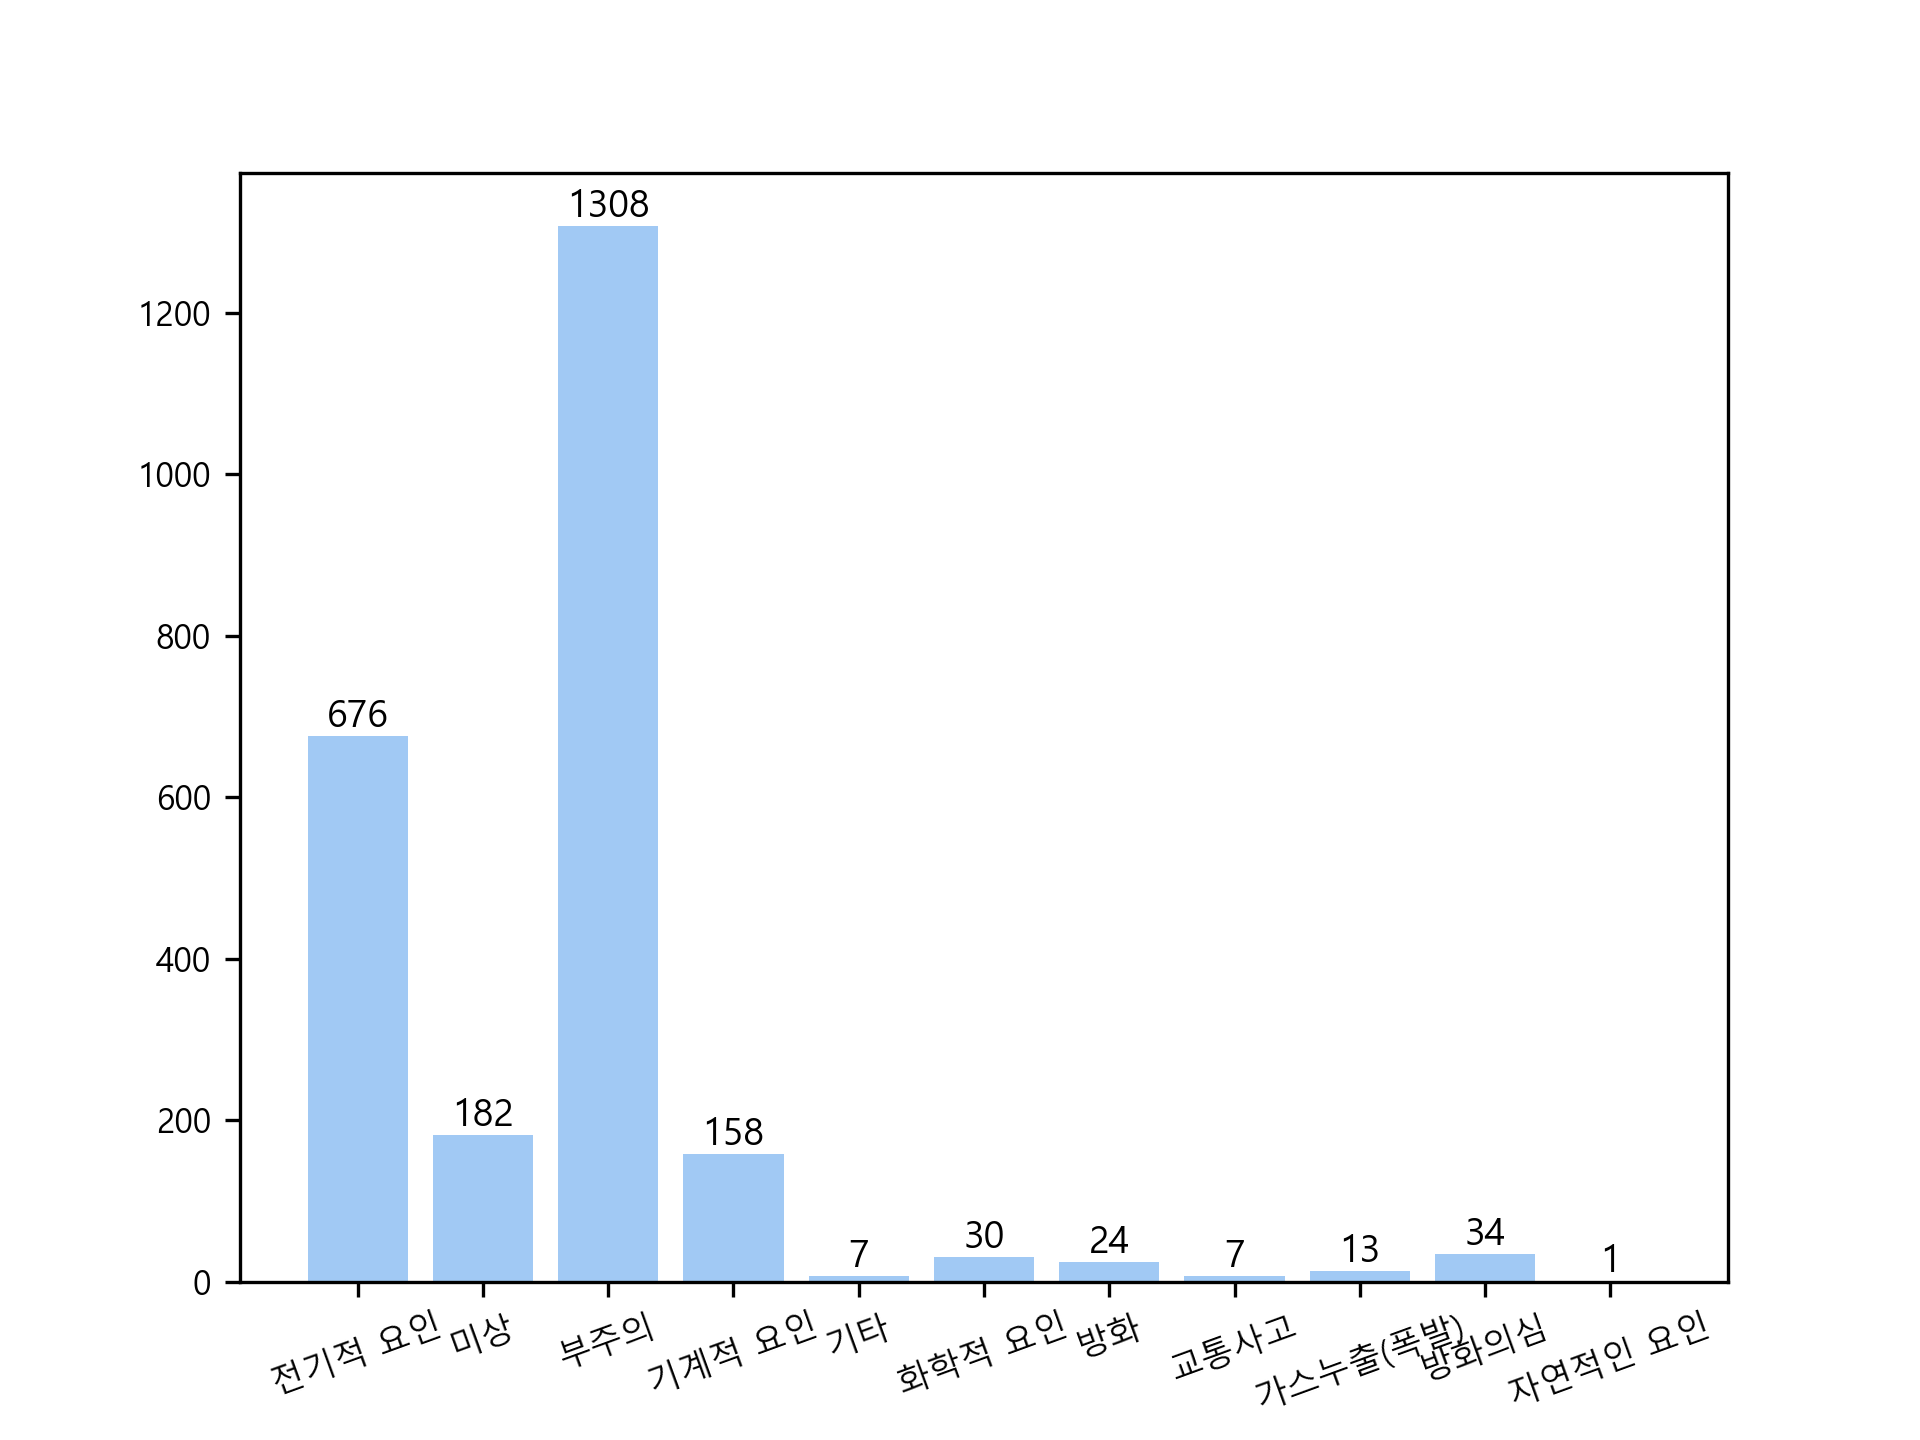 1308
1200
1000
800
676
600
400
200
182
158
7
30
24
7
13
34
1
0
전기적 요인
미상
부주의
기계적 요인
기타
화학적 요인
방화
교통사고
가스누출(폭발)
방화의심
자연적인 요인